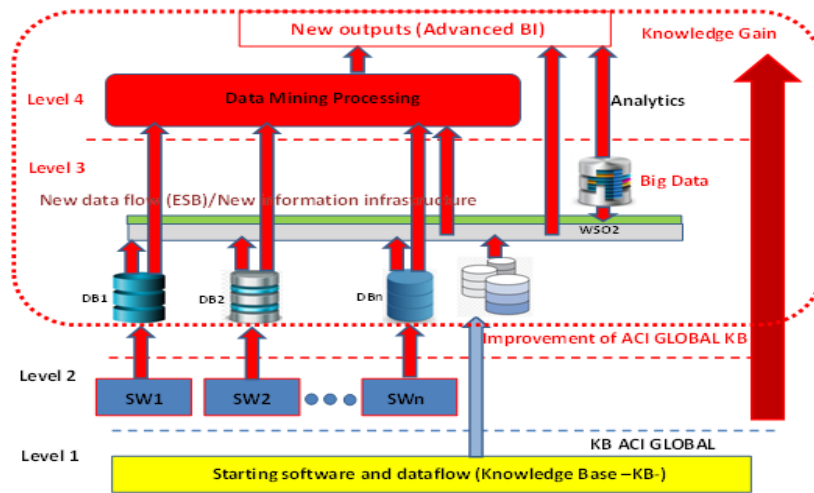 New outputs (Advanced BI)
Knowledge Gain
Level 4
Data Mining Processing
Analytics
Level 3
Big Data
New data flow (ESB)/New information infrastructure
WSO2
DB1
DB2
DBn
Improvement of ACI GLOBAL KB
Level 2
SW1
SW2
SWn
KB ACI GLOBAL
Level 1
Starting software and dataflow (Knowledge Base –KB-)